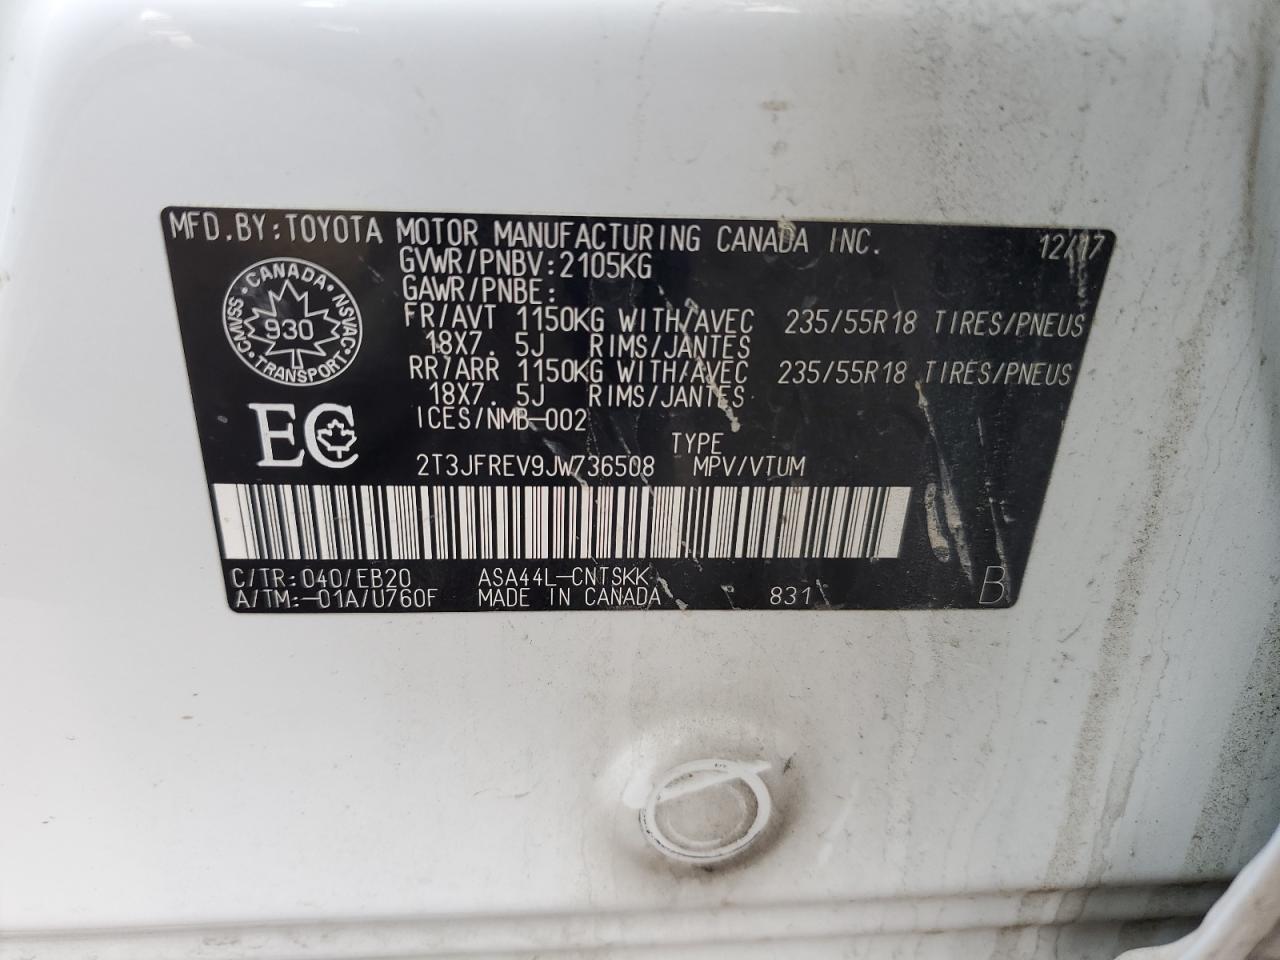 MFD.BY:TOYOTA MOTOR MANUFACTURING CANADA INC. 12/17
GVWR/PNBV:2105KG
GAWR/PNBE:
FR/AVT 1150KG WITH/AVEC 235/55R18 TIRES/PNEUS
18X7.5J RIMS/JANTES
RR/ARR 1150KG WITH/AVEC 235/55R18 TIRES/PNEUS
18X7.5J RIMS/JANTES
ICES/NMB-002
CANADA · NSVAC · TRANSPORT · CMVSS
930
EC
TYPE
2T3JFREV9JW736508 MPV/VTUM
C/TR:040/EB20 ASA44L-CNTSKK
A/TM:-01A/U760F MADE IN CANADA 831 B